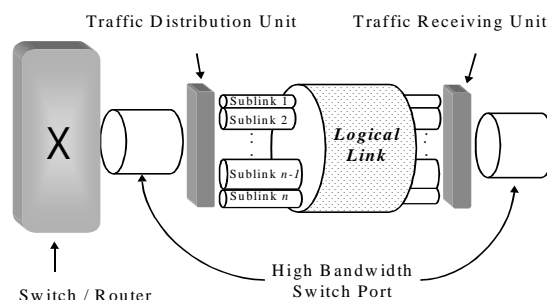 Traffic Distribution Unit
Traffic Receiving Unit
Sublink 1
Sublink 2
Logical
Link
X
Sublink n-1
Sublink n
High Bandwidth
Switch Port
Switch / Router